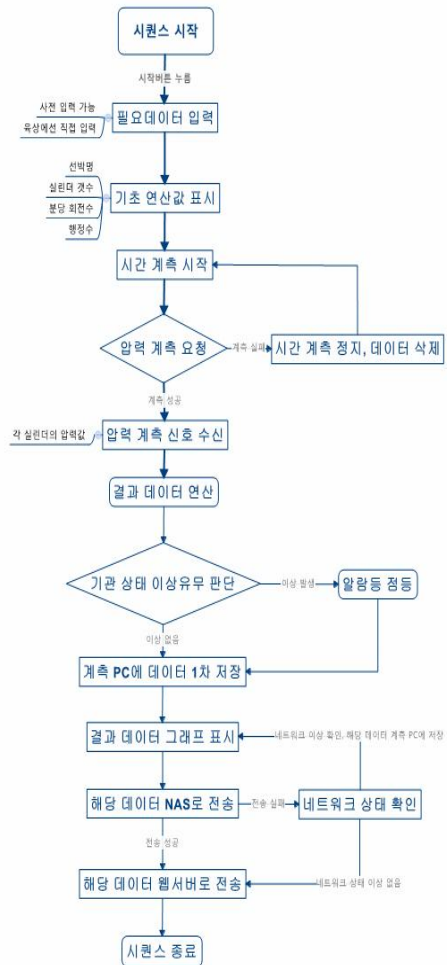 시퀀스 시작
시작버튼 누름
사전 입력 가능
육상에선 직접 입력
필요데이터 입력
선박명
실린더 갯수
분당 회전수
행정수
기초 연산값 표시
시간 계측 시작
압력 계측 요청
계측 실패
시간 계측 정지, 데이터 삭제
계측 성공
각 실린더의 압력값
압력 계측 신호 수신
결과 데이터 연산
기관 상태 이상유무 판단
이상 발생
알람등 점등
이상 없음
계측 PC에 데이터 1차 저장
결과 데이터 그래프 표시
네트워크 이상 확인, 해당 데이터 계측 PC에 저장
해당 데이터 NAS로 전송
전송 실패
네트워크 상태 확인
전송 성공
해당 데이터 웹서버로 전송
네트워크 상태 이상 없음
시퀀스 종료